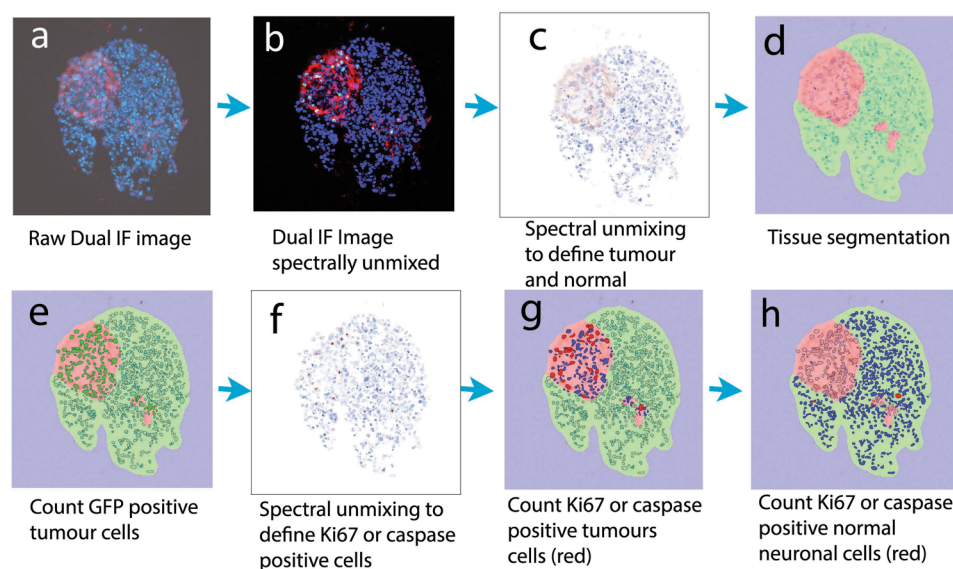 a
b
c
d
Raw Dual IF image
Dual IF Image
spectrally unmixed
Spectral unmixing
to define tumour
and normal
Tissue segmentation
e
f
g
h
Count GFP positive
tumour cells
Spectral unmixing to
define Ki67 or caspase
positive cells
Count Ki67 or caspase
positive tumours
cells (red)
Count Ki67 or caspase
positive normal
neuronal cells (red)